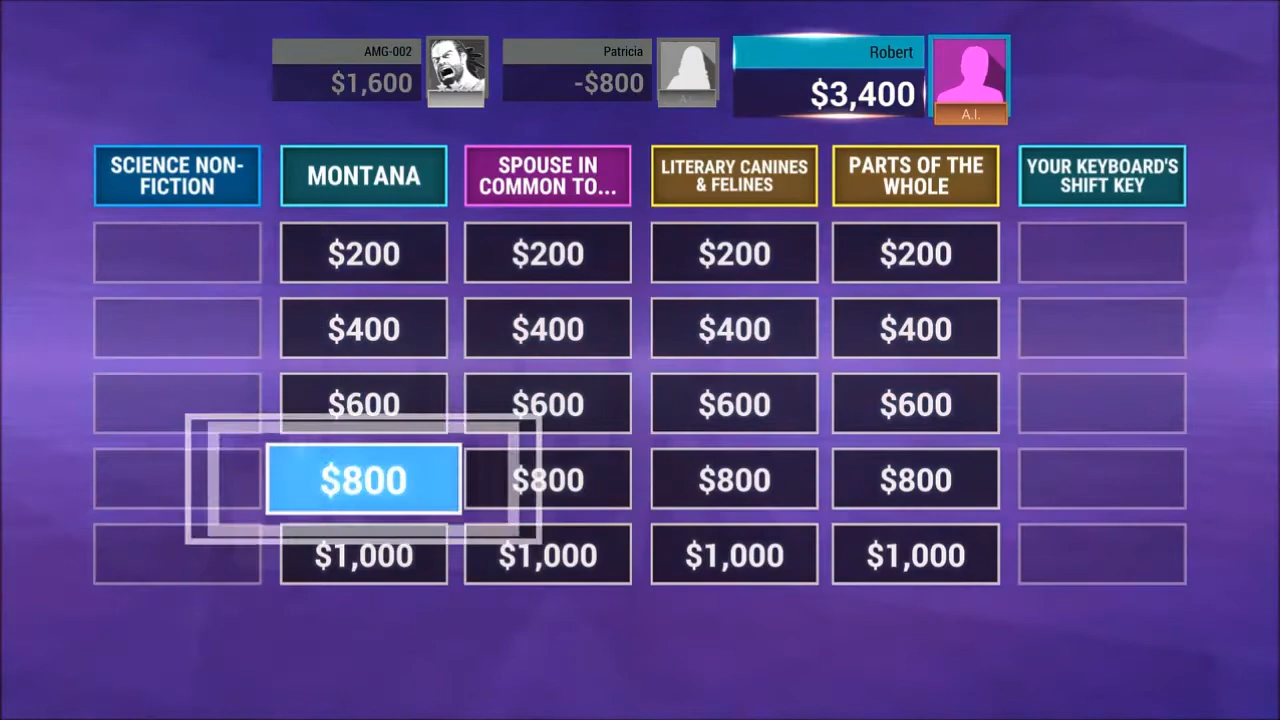 AMG-002
$1,600
Patricia
-$800
Robert
$3,400
A.I.
SCIENCE NON-
FICTION
MONTANA
SPOUSE IN
COMMON TO...
LITERARY CANINES
& FELINES
PARTS OF THE
WHOLE
YOUR KEYBOARD'S
SHIFT KEY
$200 $200 $200 $200
$400 $400 $400 $400
$600 $600 $600 $600
$800 $800 $800 $800
$1,000 $1,000 $1,000 $1,000